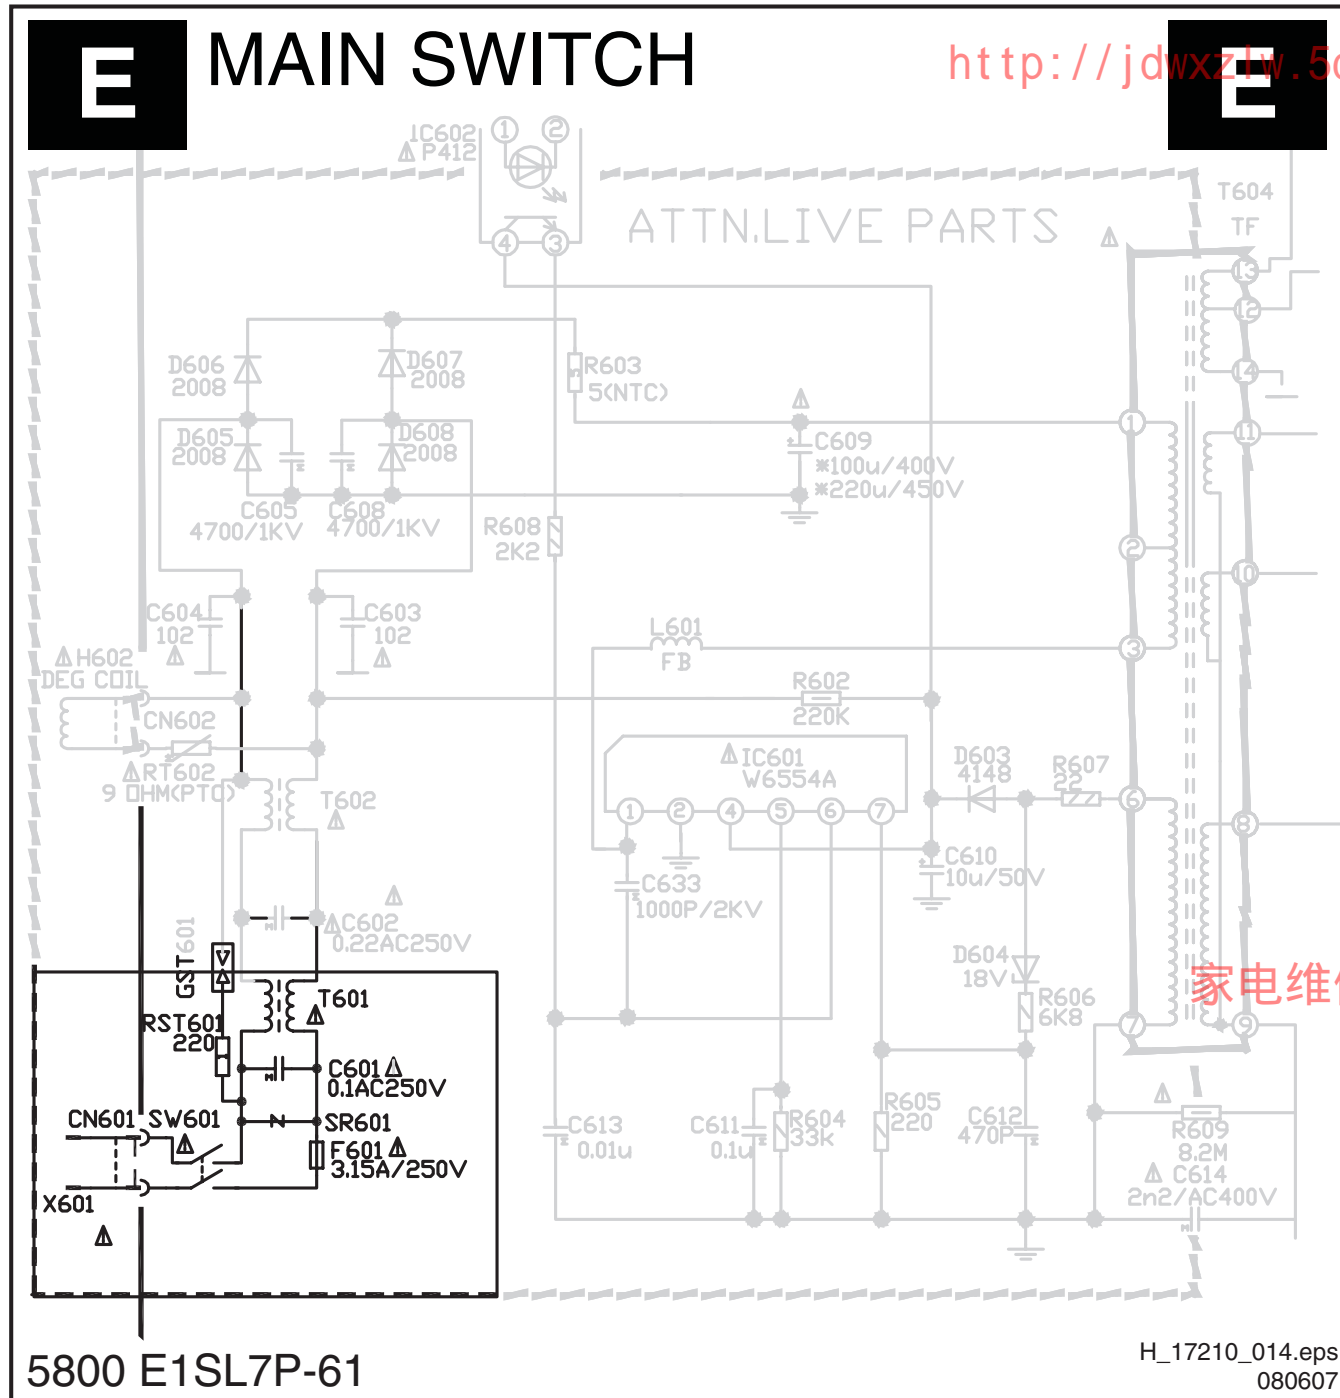 E MAIN SWITCH
http://jdwxzlw.5
E
IC602
P412
1 2
4 3
ATTN.LIVE PARTS
T604
TF
13
12
14
11
10
8
9
1
2
3
6
7
D606
2008
D607
2008
D605
2008
D608
2008
R603
5(NTC)
C609
*100u/400V
*220u/450V
C605
4700/1KV
C608
4700/1KV
R608
2K2
C604
102
C603
102
H602
DEG COIL
CN602
RT602
9 OHM(PTC)
T602
L601
FB
R602
220K
IC601
W6554A
1 2 4 5 6 7
D603
4148
R607
22
C610
10u/50V
C633
1000P/2KV
C602
0.22AC250V
D604
18V
R606
6K8
家电维
GST601
T601
RST601
220
C601
0.1AC250V
CN601 SW601
SR601
F601
3.15A/250V
X601
C613
0.01u
C611
0.1u
R604
33k
R605
220
C612
470P
R609
8.2M
C614
2n2/AC400V
5800 E1SL7P-61
H_17210_014.eps
080607